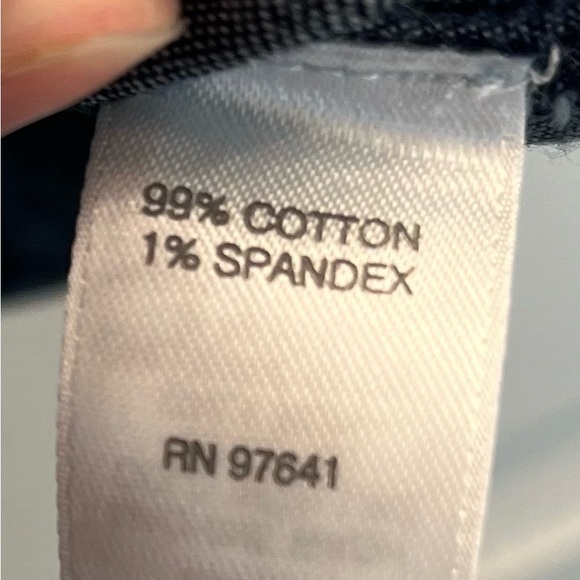 99% COTTON
1% SPANDEX
RN 97641